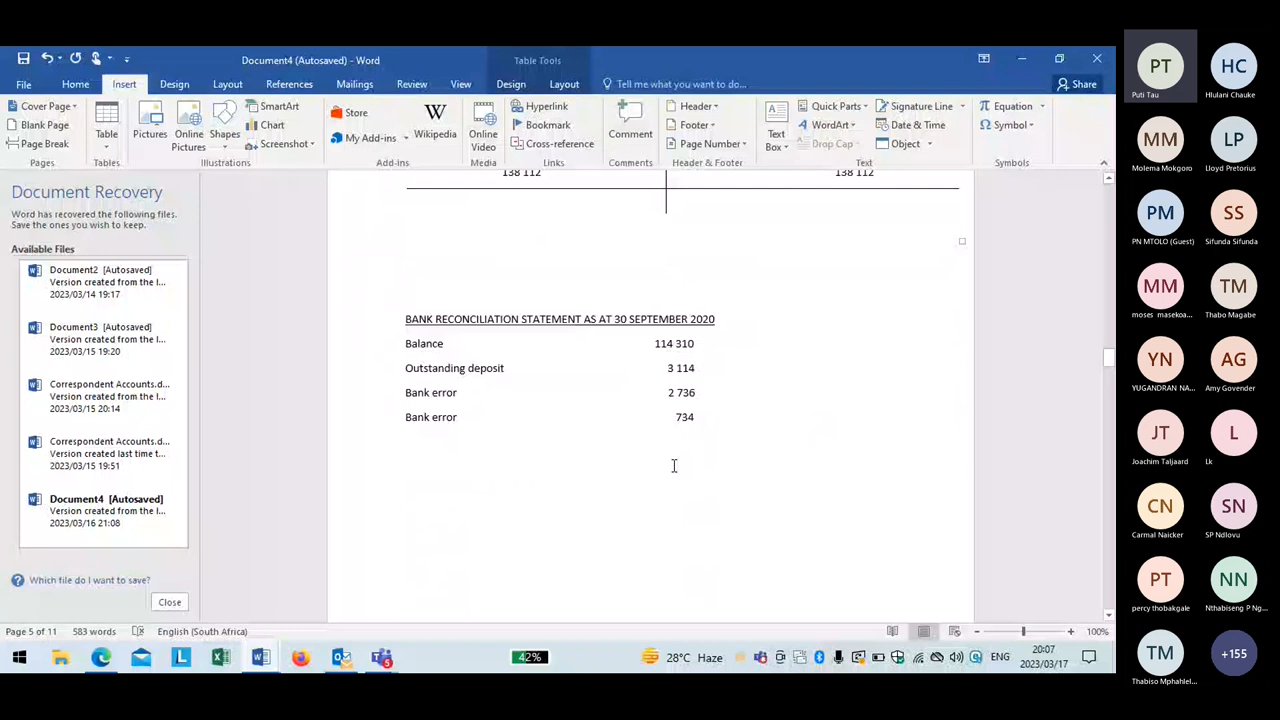 Document4 (Autosaved) - Word
Table Tools
File
Home
Insert
Design
Layout
References
Mailings
Review
View
Design
Layout
Tell me what you want to do...
Share
Cover Page
Blank Page
Page Break
Pages
Table
Tables
Pictures
Online Pictures
Shapes
SmartArt
Chart
Screenshot
Illustrations
Store
My Add-ins
Wikipedia
Add-ins
Online Video
Media
Hyperlink
Bookmark
Cross-reference
Links
Comment
Comments
Header
Footer
Page Number
Header & Footer
Text Box
Quick Parts
WordArt
Drop Cap
Signature Line
Date & Time
Object
Text
Equation
Symbol
Symbols
Document Recovery
Word has recovered the following files.
Save the ones you wish to keep.
Available Files
Document2 [Autosaved]
Version created from the l...
2023/03/14 19:17
Document3 [Autosaved]
Version created from the l...
2023/03/15 19:20
Correspondent Accounts.d...
Version created from the l...
2023/03/15 20:14
Correspondent Accounts.d...
Version created last time t...
2023/03/15 19:51
Document4 [Autosaved]
Version created from the l...
2023/03/16 21:08
Which file do I want to save?
Close
138 112 138 112
BANK RECONCILIATION STATEMENT AS AT 30 SEPTEMBER 2020
Balance 114 310
Outstanding deposit 3 114
Bank error 2 736
Bank error 734
Page 5 of 11
583 words
English (South Africa)
100%
42%
28°C Haze
ENG
20:07
2023/03/17
PT
Puti Tau
HC
Hlulani Chauke
MM
Molema Mokgoro
LP
Lloyd Pretorius
PM
PN MTOLO (Guest)
SS
Sifunda Sifunda
MM
moses masekoa...
TM
Thabo Magabe
YN
YUGANDRAN NA...
AG
Amy Govender
JT
Joachim Taljaard
L
Lk
CN
Carmal Naicker
SN
SP Ndlovu
PT
percy thobakgale
NN
Nthabiseng P Ng...
TM
Thabiso Mphahlel...
+155